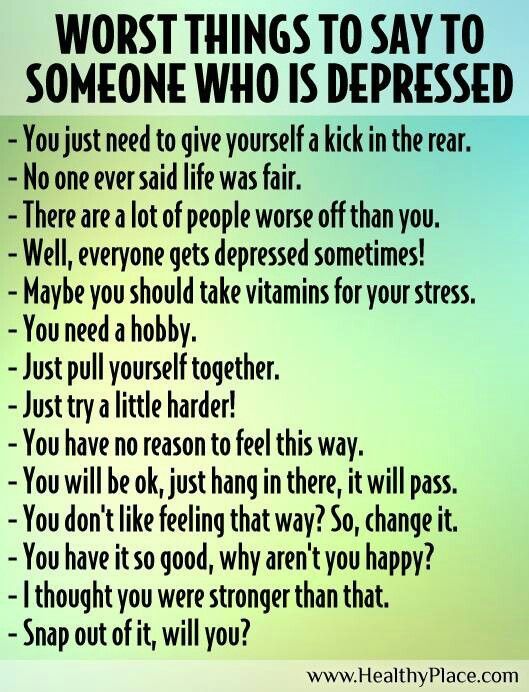 WORST THINGS TO SAY TO
SOMEONE WHO IS DEPRESSED
- You just need to give yourself a kick in the rear.
- No one ever said life was fair.
- There are a lot of people worse off than you.
- Well, everyone gets depressed sometimes!
- Maybe you should take vitamins for your stress.
- You need a hobby.
- Just pull yourself together.
- Just try a little harder!
- You have no reason to feel this way.
- You will be ok, just hang in there, it will pass.
- You don't like feeling that way? So, change it.
- You have it so good, why aren't you happy?
- I thought you were stronger than that.
- Snap out of it, will you?
www.HealthyPlace.com